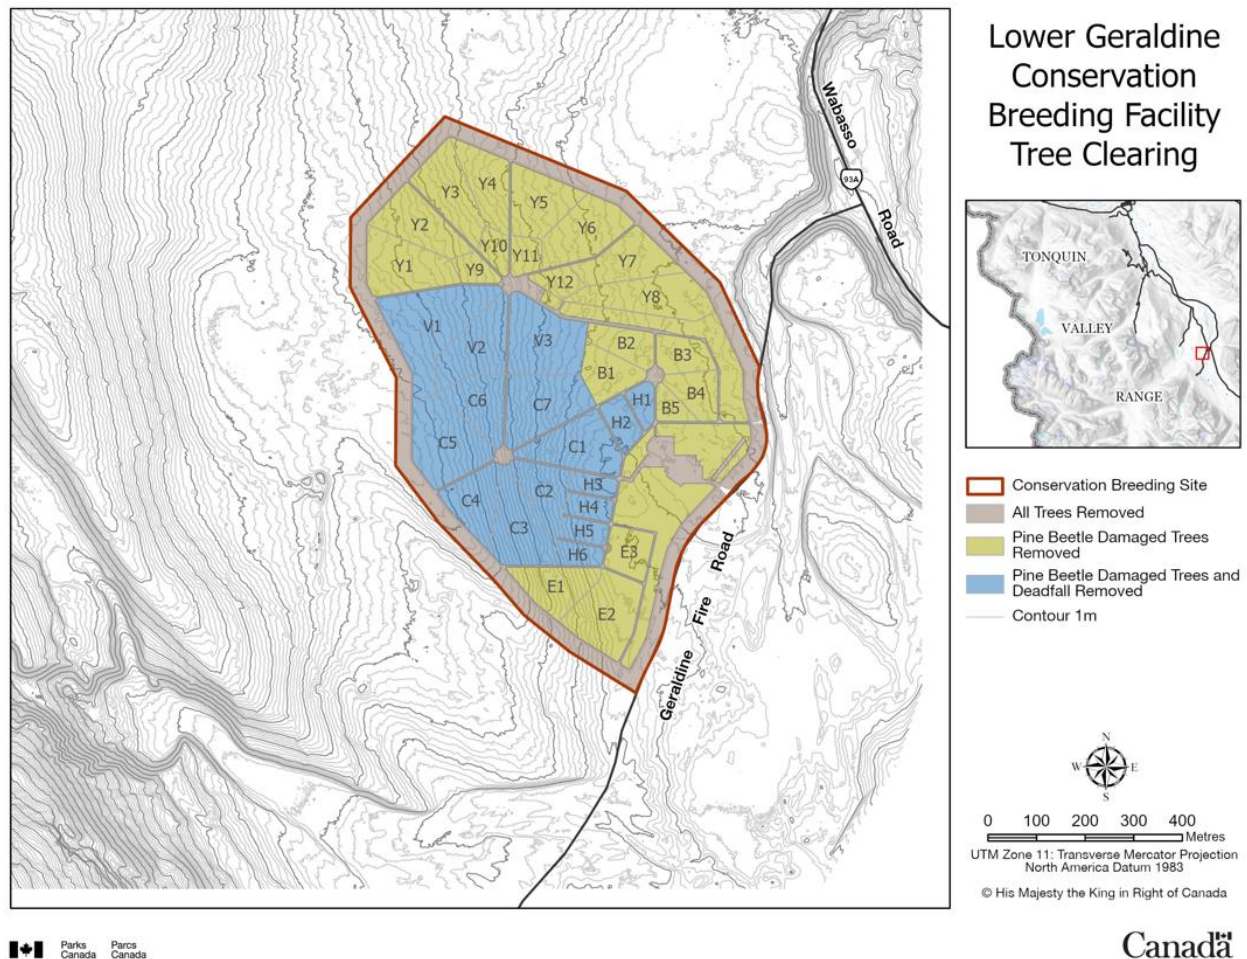 Lower Geraldine
Conservation
Breeding Facility
Tree Clearing
Wabasso
93A
Road
Y3
Y4
Y5
Y2
Y6
Y10
Y11
Y7
Y1
Y9
Y12
Y8
V1
V2
V3
B2
B3
B1
B4
C6
C7
H1
B5
H2
C5
C1
C4
C2
H3
H4
C3
H5
H6
E3
E1
E2
Geraldine Fire Road
TONQUIN
VALLEY
RANGE
Conservation Breeding Site
All Trees Removed
Pine Beetle Damaged Trees
Removed
Pine Beetle Damaged Trees and
Deadfall Removed
Contour 1m
N
W
E
S
0 100 200 300 400
Metres
UTM Zone 11: Transverse Mercator Projection
North America Datum 1983
© His Majesty the King in Right of Canada
Parks Parcs
Canada Canada
Canada